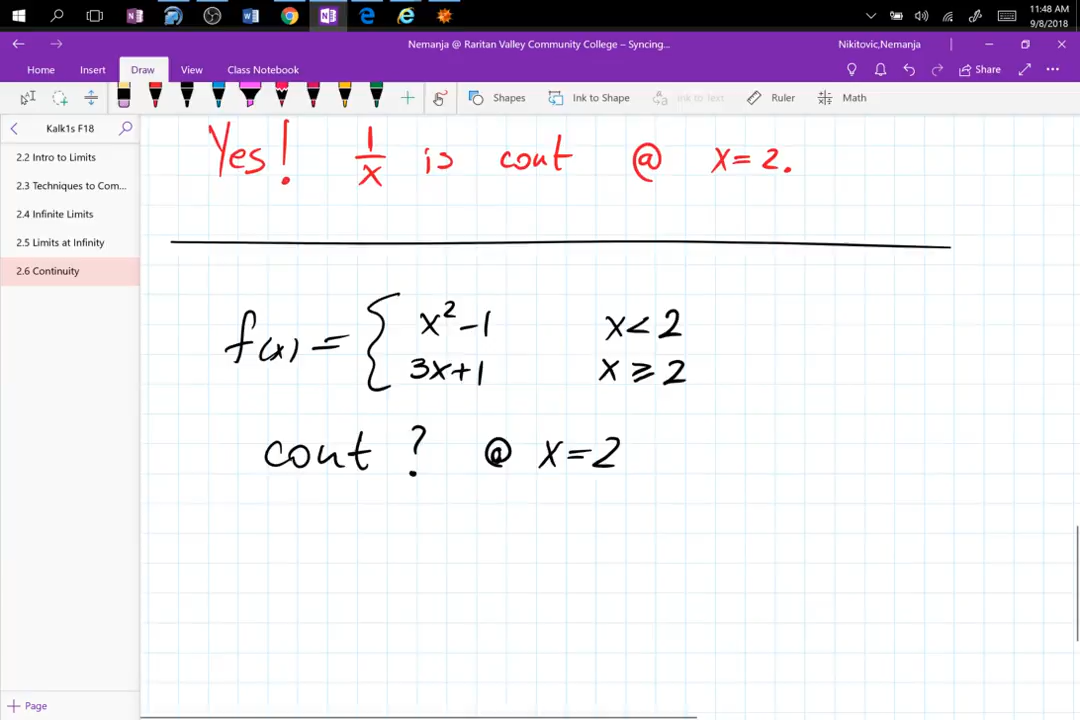 11:48 AM
9/8/2018
Nemanja @ Raritan Valley Community College – Syncing...
Nikitovic,Nemanja
Home Insert Draw View Class Notebook
Share
Shapes Ink to Shape Ink to Text Ruler Math
Kalk1s F18
2.2 Intro to Limits
2.3 Techniques to Com...
2.4 Infinite Limits
2.5 Limits at Infinity
2.6 Continuity
+ Page
Yes! 1/x is cont @ x=2.
f(x) = { x²-1 x<2
3x+1 x⩾2
cont ? @ x=2